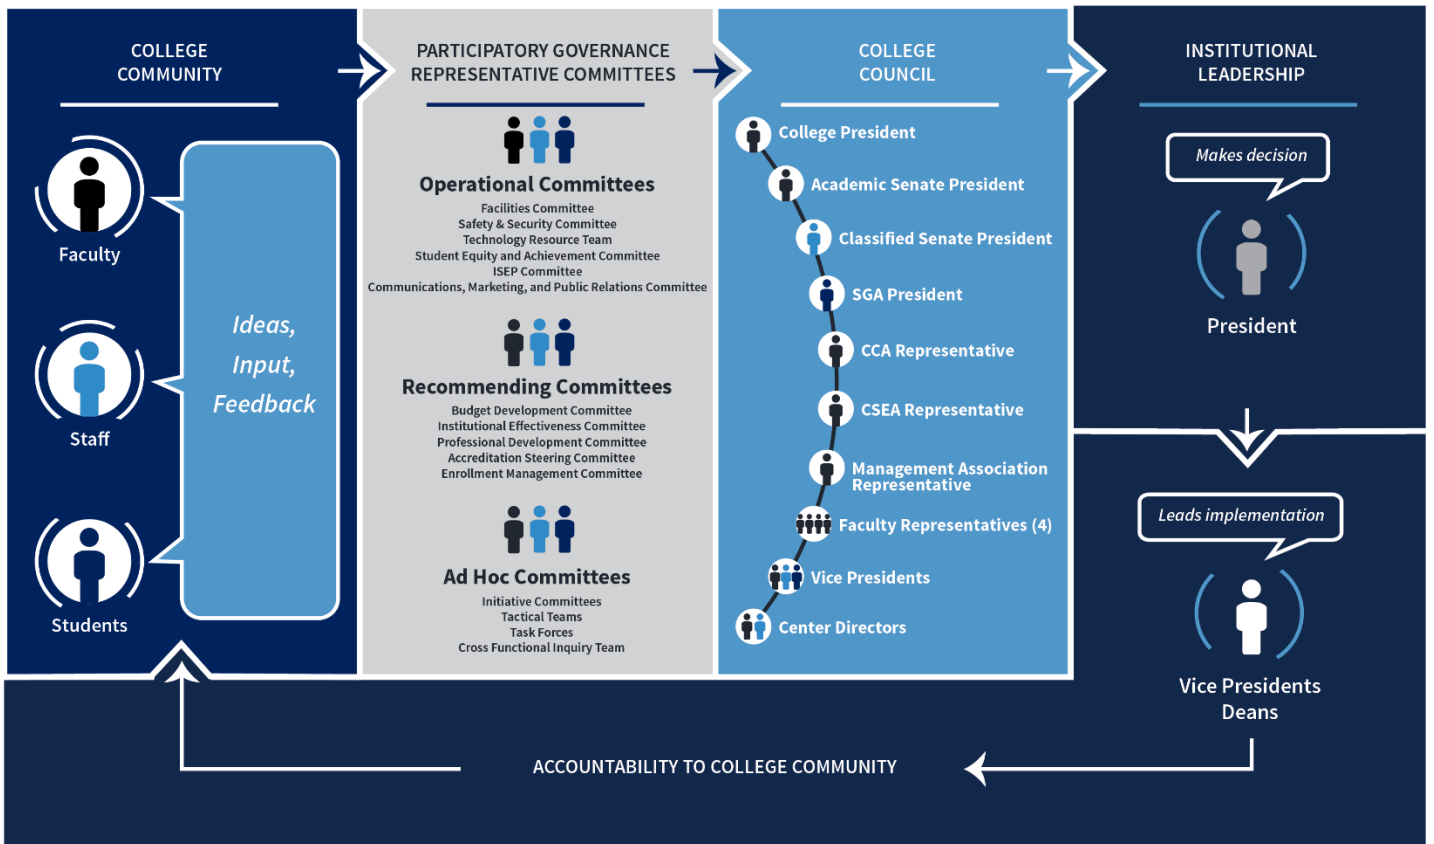 COLLEGE
COMMUNITY
Faculty
Staff
Students
Ideas,
Input,
Feedback
PARTICIPATORY GOVERNANCE
REPRESENTATIVE COMMITTEES
Operational Committees
Facilities Committee
Safety & Security Committee
Technology Resource Team
Student Equity and Achievement Committee
ISEP Committee
Communications, Marketing, and Public Relations Committee
Recommending Committees
Budget Development Committee
Institutional Effectiveness Committee
Professional Development Committee
Accreditation Steering Committee
Enrollment Management Committee
Ad Hoc Committees
Initiative Committees
Tactical Teams
Task Forces
Cross Functional Inquiry Team
COLLEGE
COUNCIL
College President
Academic Senate President
Classified Senate President
SGA President
CCA Representative
CSEA Representative
Management Association
Representative
Faculty Representatives (4)
Vice Presidents
Center Directors
INSTITUTIONAL
LEADERSHIP
Makes decision
President
Leads implementation
Vice Presidents
Deans
ACCOUNTABILITY TO COLLEGE COMMUNITY